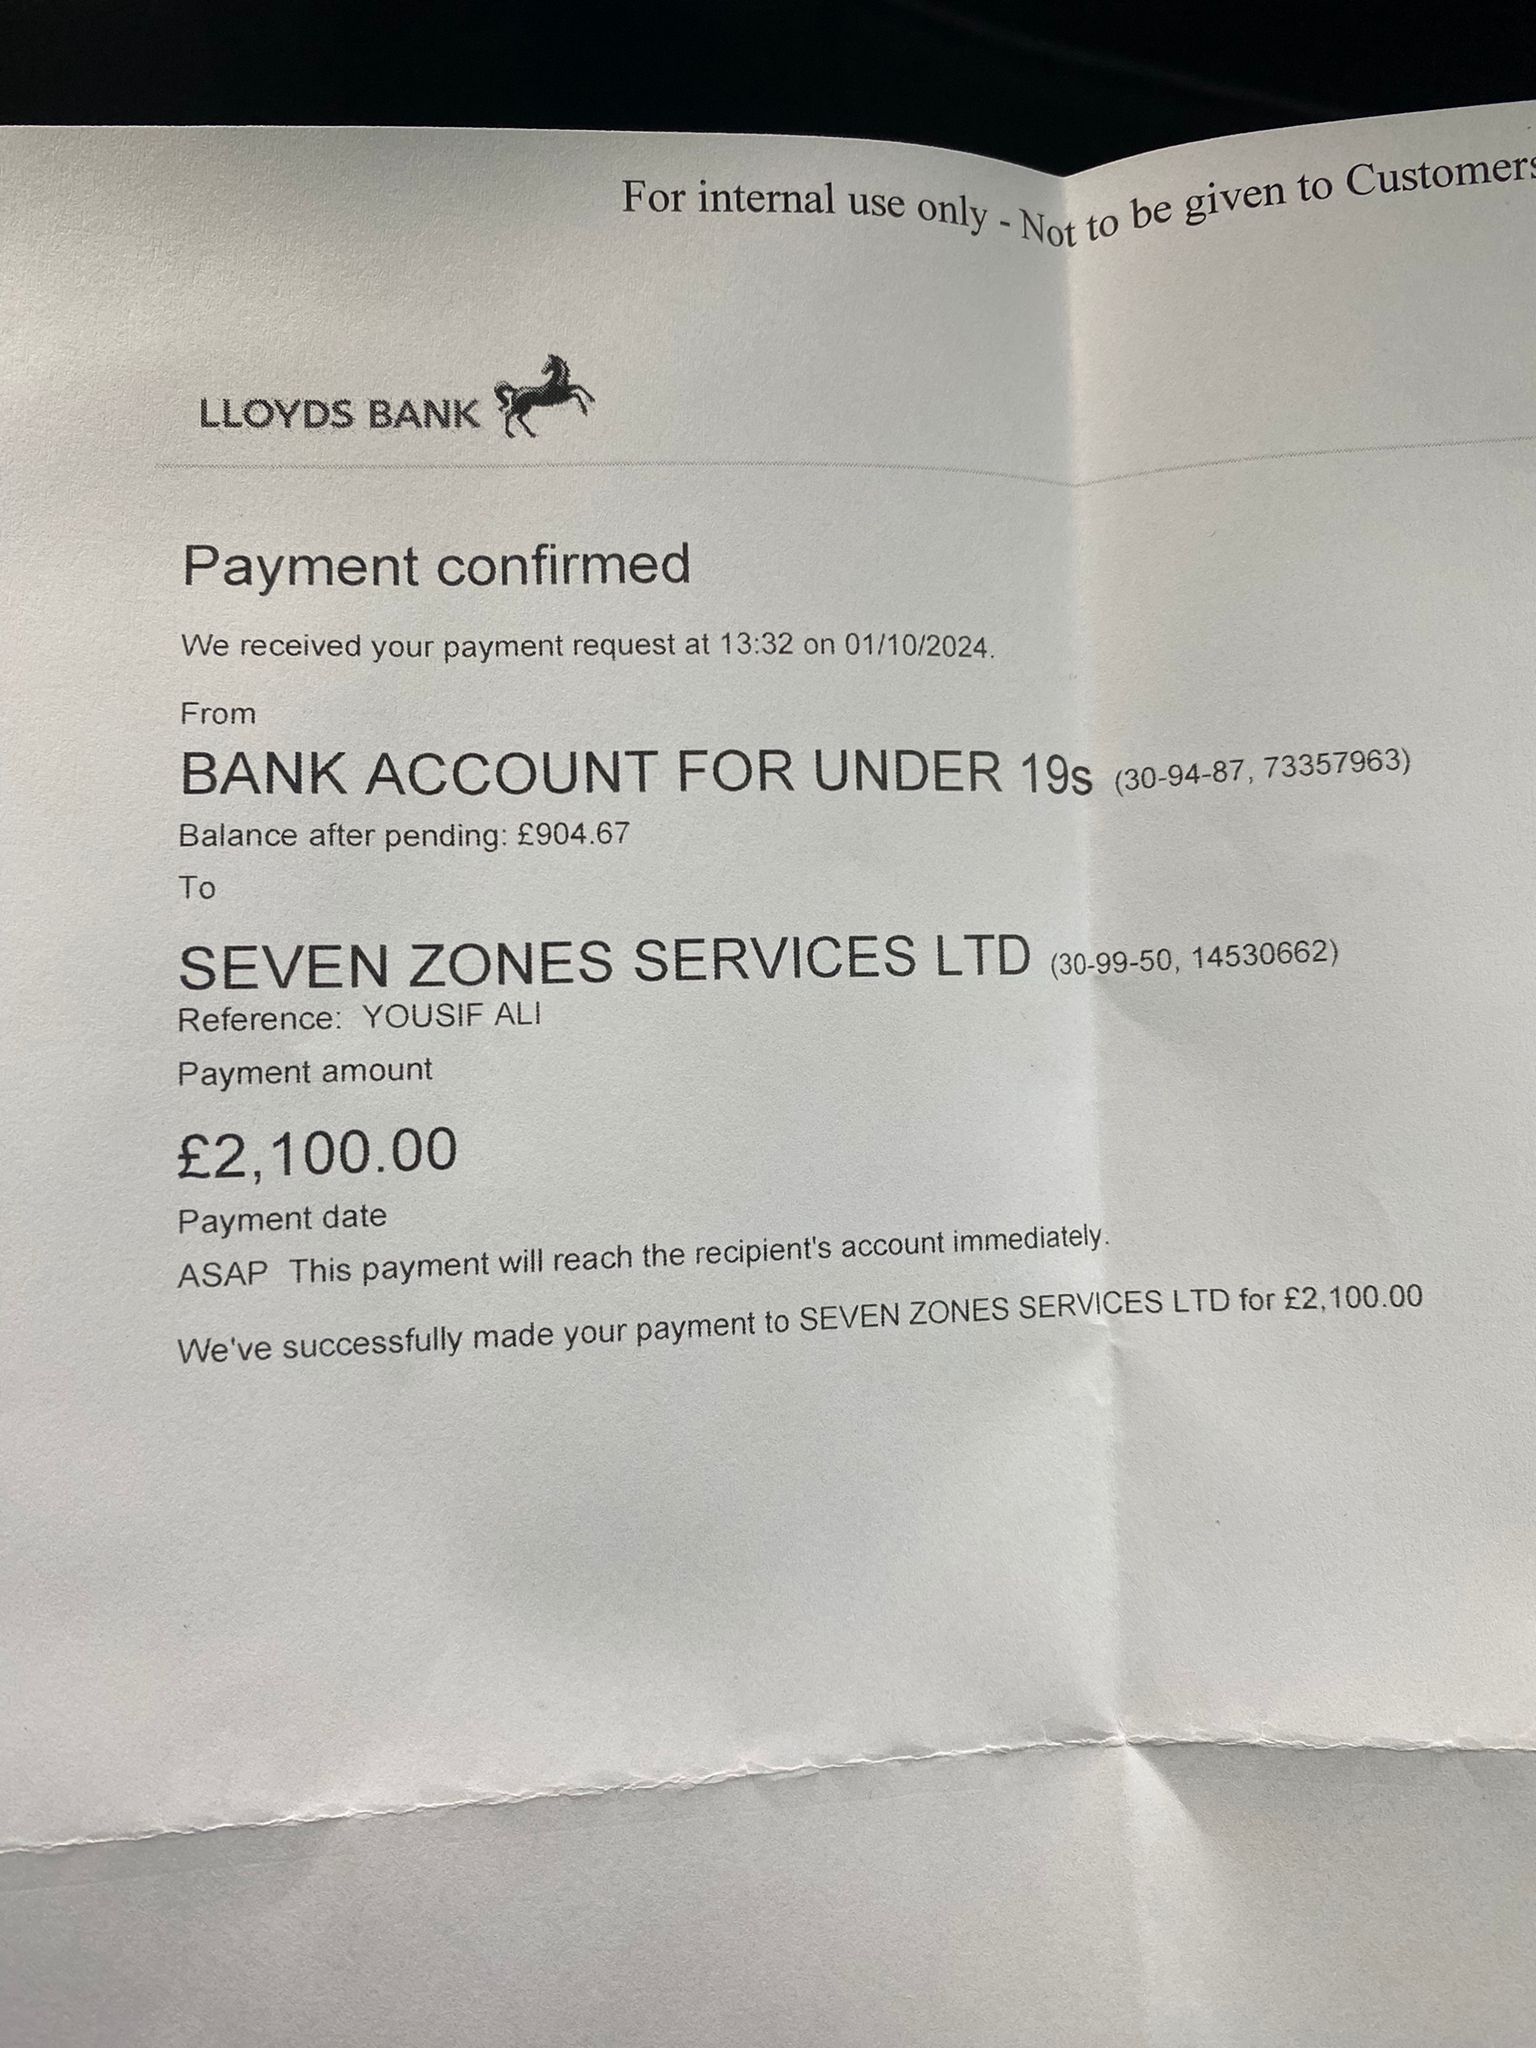 For internal use only - Not to be given to Customers
LLOYDS BANK
Payment confirmed
We received your payment request at 13:32 on 01/10/2024.
From
BANK ACCOUNT FOR UNDER 19s (30-94-87, 73357963)
Balance after pending: £904.67
To
SEVEN ZONES SERVICES LTD (30-99-50, 14530662)
Reference: YOUSIF ALI
Payment amount
£2,100.00
Payment date
ASAP This payment will reach the recipient's account immediately.
We've successfully made your payment to SEVEN ZONES SERVICES LTD for £2,100.00